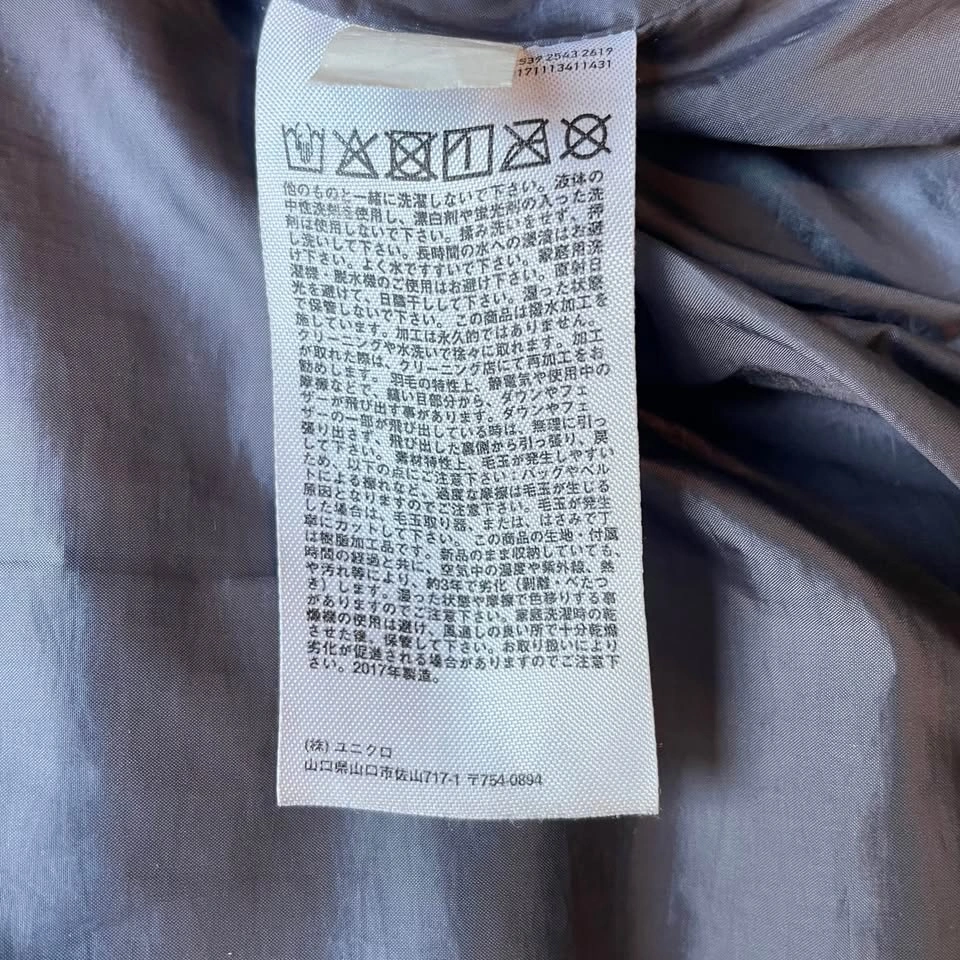 539 2543 2619
171113411431
他のものと一緒に洗濯しないで下さい。液体の
中性洗剤を使用し、漂白剤や蛍光剤の入った洗
剤は使用しないで下さい。揉み洗いをせず、押
し洗いして下さい。長時間の水への浸漬はお避
け下さい。よく水ですすいで下さい。家庭用洗
濯機・脱水機のご使用はお避け下さい。直射日
光を避けて、日陰干しして下さい。湿った状態
で保管しないで下さい。この商品は撥水加工を
施しています。加工は永久的ではありません。
クリーニングや水洗いで徐々に取れます。加工
が取れた際は、クリーニング店にて再加工をお
勧めします。羽毛の特性上、静電気や使用中の
摩擦などで、縫い目部分から、ダウンやフェ
ザーが飛び出す事があります。ダウンやフェ
ザーの一部が飛び出している時は、無理に引っ
張り出さず、飛び出した裏側から引っ張り、戻
して下さい。素材特性上、毛玉が発生しやすい
ため、以下の点にご注意下さい:バッグやベル
トによる擦れなど、過度な摩擦は毛玉が生じる
原因となりますのでご注意下さい。毛玉が発生
した場合は、毛玉取り器、または、はさみで丁
寧にカットして下さい。この商品の生地・付属
は樹脂加工品です。新品のまま収納していても、
時間の経過と共に、空気中の湿度や紫外線、熱
や汚れ等により、約3年で劣化（剥離・べたつ
き）します。湿った状態や摩擦で色移りする事
がありますのでご注意下さい。家庭洗濯時の乾
燥機の使用は避け、風通しの良い所で十分乾燥
させた後、保管して下さい。お取り扱いにより
劣化が促進される場合がありますのでご注意下
さい。2017年製造。
(株) ユニクロ
山口県山口市佐山717-1 〒754-0894